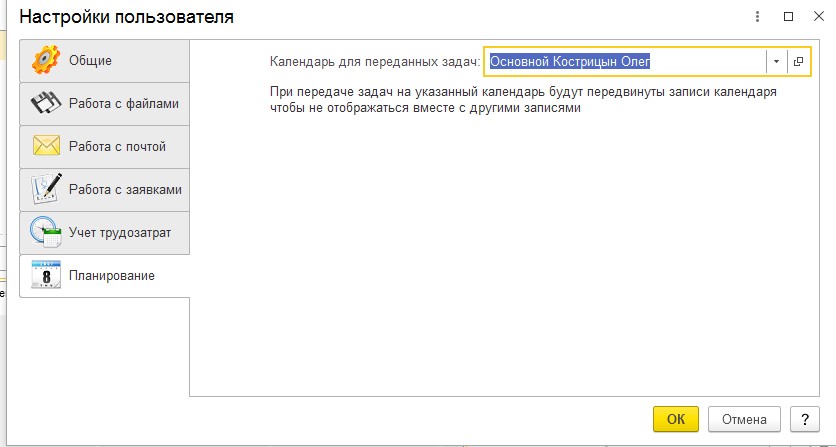 Настройки пользователя
Общие
Работа с файлами
Работа с почтой
Работа с заявками
Учет трудозатрат
8
Планирование
Календарь для переданных задач: Основной Кострицын Олег
При передаче задач на указанный календарь будут передвинуты записи календаря
чтобы не отображаться вместе с другими записями
ОК Отмена ?